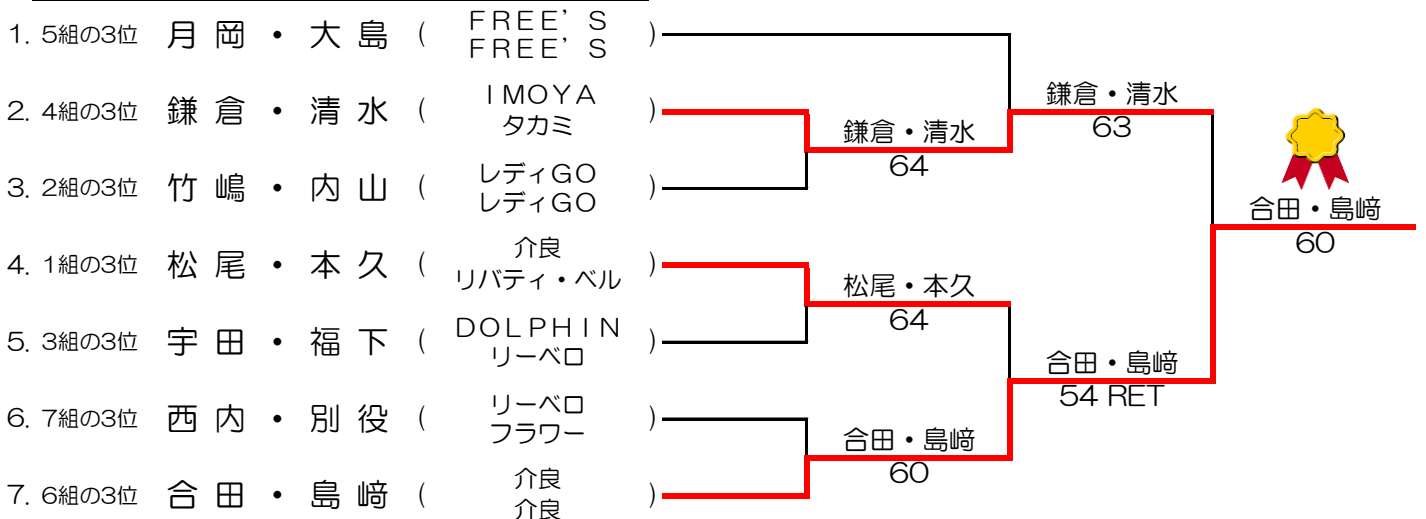 1. 5組の3位 月岡・大島 ( FREE'S
FREE'S )
2. 4組の3位 鎌倉・清水 ( IMOYA
タカミ )
3. 2組の3位 竹嶋・内山 ( レディGO
レディGO )
4. 1組の3位 松尾・本久 ( 介良
リバティ・ベル )
5. 3組の3位 宇田・福下 ( DOLPHIN
リーベロ )
6. 7組の3位 西内・別役 ( リーベロ
フラワー )
7. 6組の3位 合田・島﨑 ( 介良
介良 )
鎌倉・清水
64
松尾・本久
64
合田・島﨑
60
鎌倉・清水
63
合田・島﨑
54 RET
合田・島﨑
60